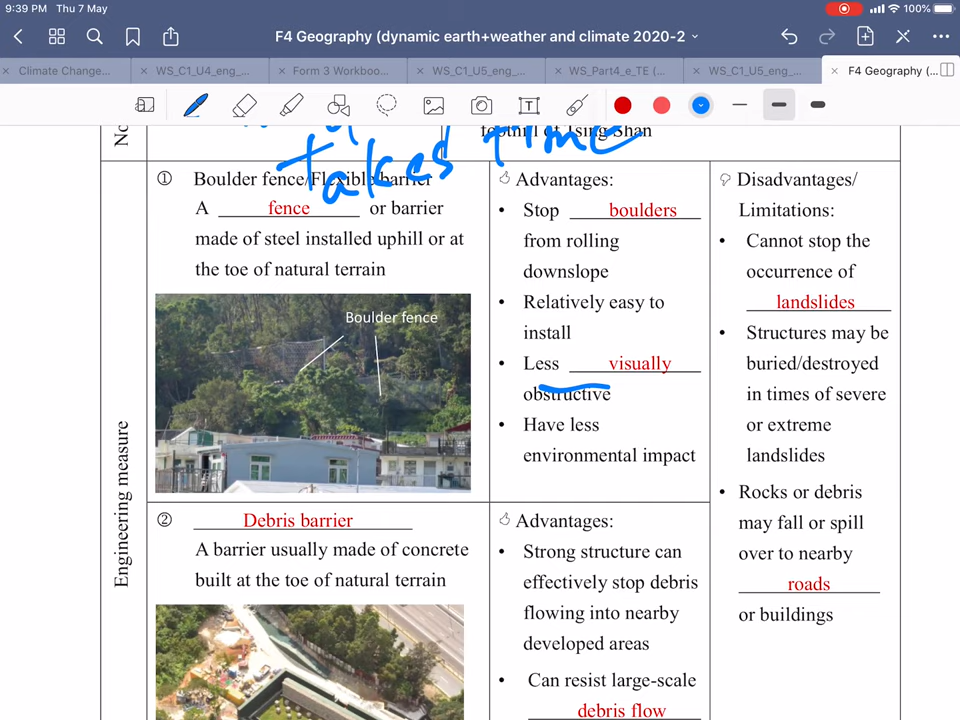 9:39 PM Thu 7 May
100%
F4 Geography (dynamic earth+weather and climate 2020-2
Climate Change...
WS_C1_U4_eng_...
Form 3 Workboo...
WS_C1_U5_eng_...
WS_Part4_e_TE (...
WS_C1_U5_eng_...
F4 Geography (...
No
foothill of Tsing Shan
takes time
Engineering measure
① Boulder fence/Flexible barrier
A fence or barrier
made of steel installed uphill or at
the toe of natural terrain
Boulder fence
Advantages:
• Stop boulders
from rolling
downslope
• Relatively easy to
install
• Less visually
obstructive
• Have less
environmental impact
Disadvantages/
Limitations:
• Cannot stop the
occurrence of
landslides
• Structures may be
buried/destroyed
in times of severe
or extreme
landslides
• Rocks or debris
may fall or spill
over to nearby
roads
or buildings
② Debris barrier
A barrier usually made of concrete
built at the toe of natural terrain
Advantages:
• Strong structure can
effectively stop debris
flowing into nearby
developed areas
• Can resist large-scale
debris flow